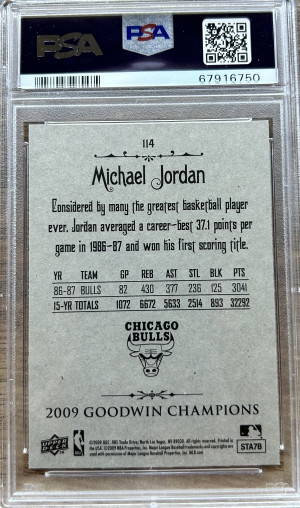 PSA
PSA
67916750
114
Michael Jordan
Considered by many the greatest basketball player
ever, Jordan averaged a career-best 37.1 points per
game in 1986-87 and won his first scoring title.
YR TEAM GP REB AST STL BLK PTS
86-87 BULLS 82 430 377 236 125 3041
15-YR TOTALS 1072 6672 5633 2514 893 32292
CHICAGO
BULLS
2009 GOODWIN CHAMPIONS
UPPER DECK
STA7B